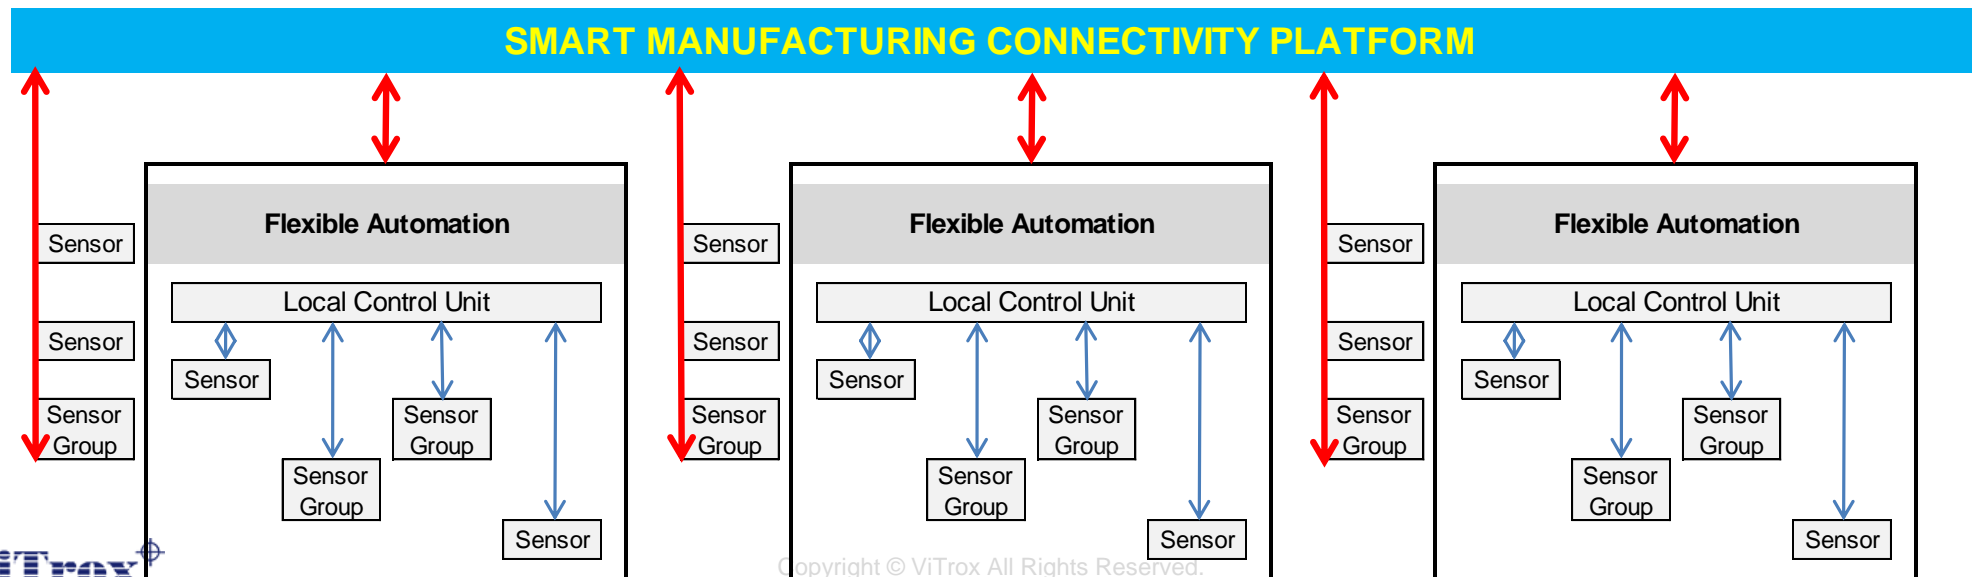 SMART MANUFACTURING CONNECTIVITY PLATFORM
Flexible Automation
Flexible Automation
Flexible Automation
Sensor
Sensor
Sensor
Local Control Unit
Local Control Unit
Local Control Unit
Sensor
Sensor
Sensor
Sensor
Sensor
Sensor
Sensor
Group
Sensor
Group
Sensor
Group
Sensor
Group
Sensor
Group
Sensor
Group
Sensor
Group
Sensor
Group
Sensor
Group
Sensor
Sensor
Sensor
iTrox
Copyright © ViTrox All Rights Reserved.